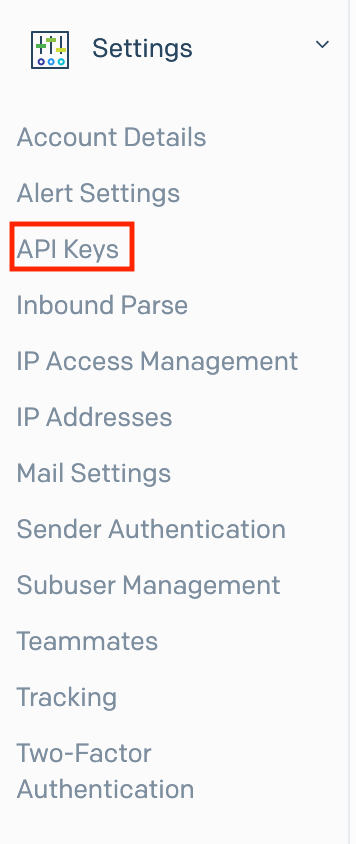 Settings
Account Details
Alert Settings
API Keys
Inbound Parse
IP Access Management
IP Addresses
Mail Settings
Sender Authentication
Subuser Management
Teammates
Tracking
Two-Factor
Authentication